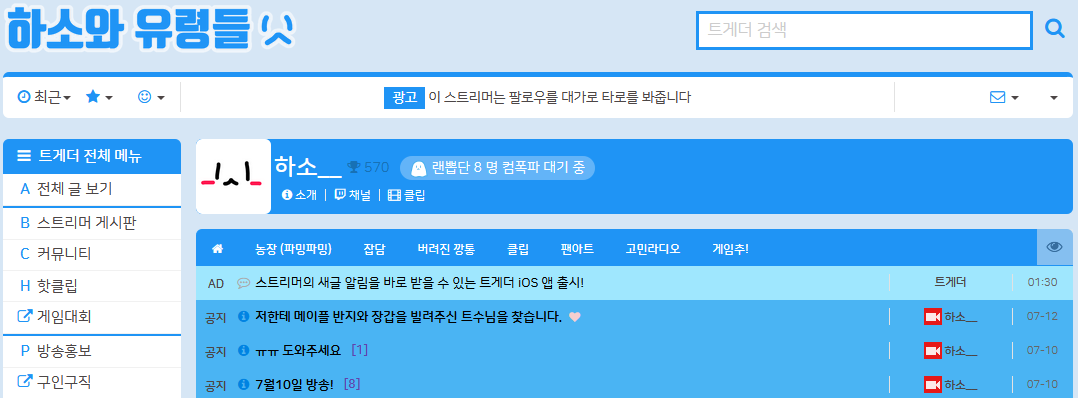 하소와 유령들
트게더 검색
최근
광고 이 스트리머는 팔로우를 대가로 타로를 봐줍니다
트게더 전체 메뉴
A 전체 글 보기
B 스트리머 게시판
C 커뮤니티
H 핫클립
게임대회
P 방송홍보
구인구직
하소__ 570 랜뽑단 8 명 컴폭파 대기 중
소개 | 채널 | 클립
농장 (파밍파밍) 잡담 버려진 깡통 클립 팬아트 고민라디오 게임추!
AD 스트리머의 새글 알림을 바로 받을 수 있는 트게더 iOS 앱 출시! 트게더 01:30
공지 저한테 메이플 반지와 장갑을 빌려주신 트수님을 찾습니다. 하소__ 07-12
공지 ㅠㅠ 도와주세요 [1] 하소__ 07-10
공지 7월10일 방송! [8] 하소__ 07-10